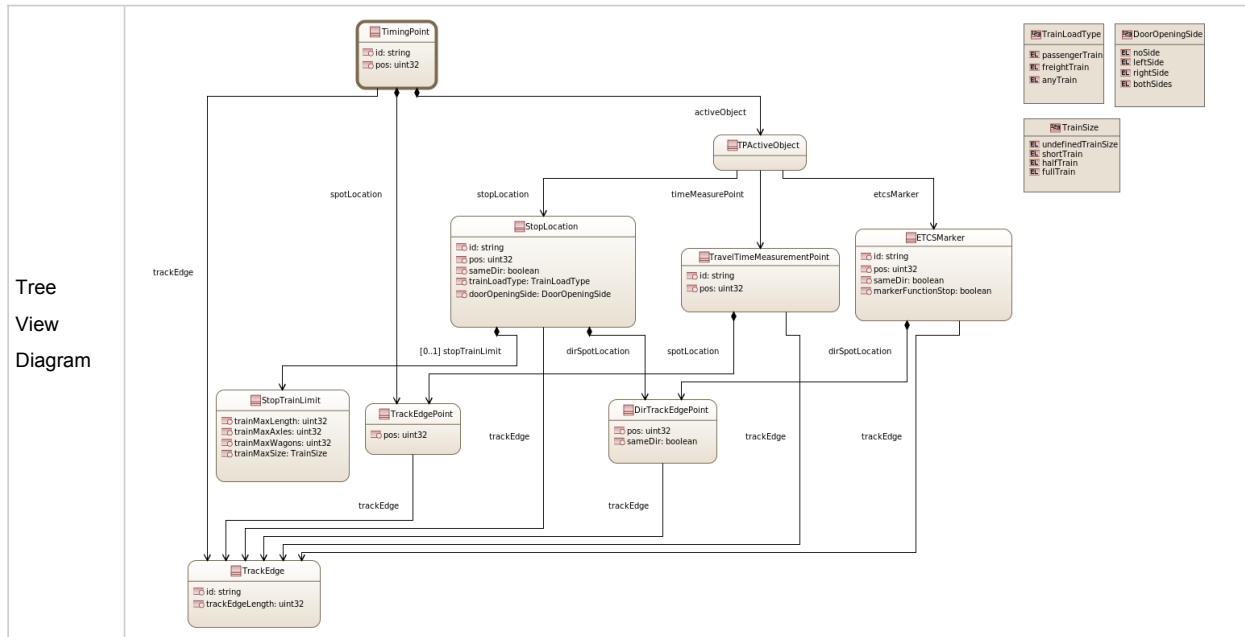 Tree
View
Diagram
TimingPoint
id: string
pos: uint32
TrainLoadType
passengerTrain
freightTrain
anyTrain
DoorOpeningSide
noSide
leftSide
rightSide
bothSides
TrainSize
undefinedTrainSize
shortTrain
halfTrain
fullTrain
activeObject
TPActiveObject
spotLocation
stopLocation
timeMeasurePoint
etcsMarker
StopLocation
id: string
pos: uint32
sameDir: boolean
trainLoadType: TrainLoadType
doorOpeningSide: DoorOpeningSide
TravelTimeMeasurementPoint
id: string
pos: uint32
ETCSMarker
id: string
pos: uint32
sameDir: boolean
markerFunctionStop: boolean
trackEdge
[0..1] stopTrainLimit
dirSpotLocation
spotLocation
dirSpotLocation
StopTrainLimit
trainMaxLength: uint32
trainMaxAxles: uint32
trainMaxWagons: uint32
trainMaxSize: TrainSize
TrackEdgePoint
pos: uint32
DirTrackEdgePoint
pos: uint32
sameDir: boolean
trackEdge
trackEdge
trackEdge
trackEdge
trackEdge
TrackEdge
id: string
trackEdgeLength: uint32